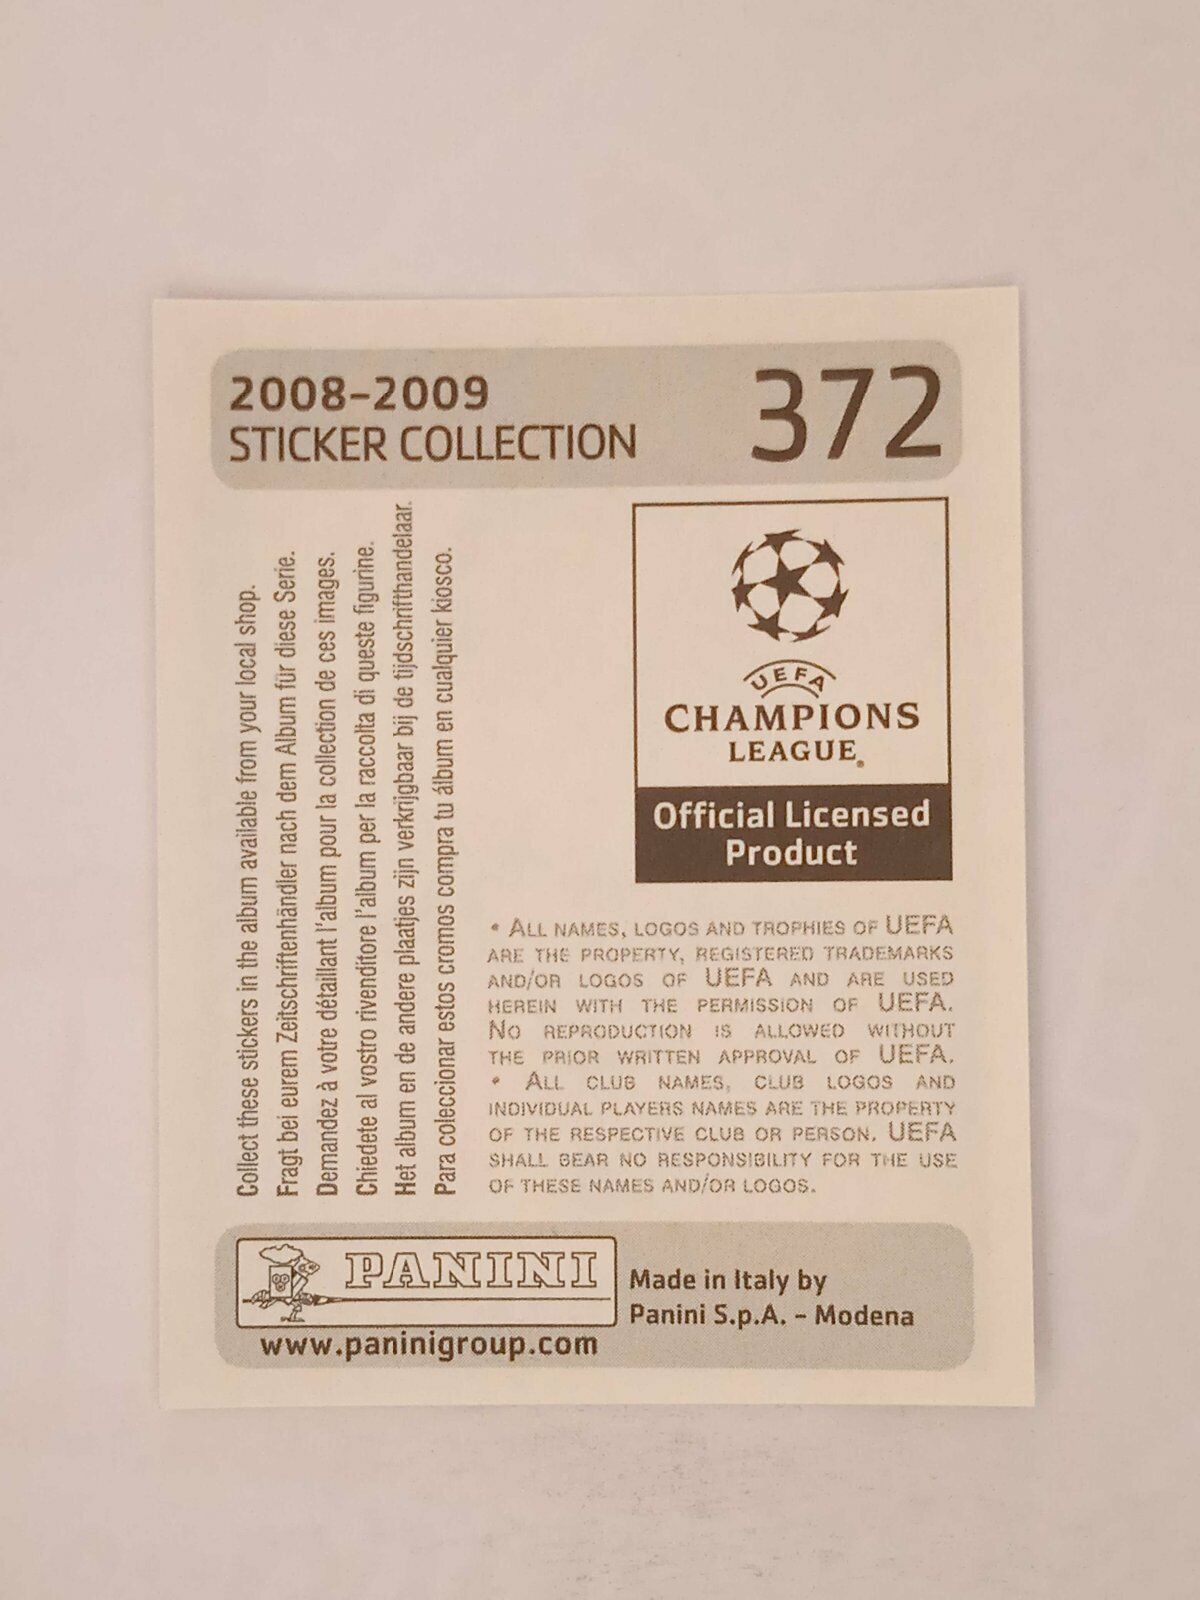 2008-2009
STICKER COLLECTION
372
Collect these stickers in the album available from your local shop.
Fragt bei eurem Zeitschriftenhändler nach dem Album für diese Serie.
Demandez à votre détaillant l'album pour la collection de ces images.
Chiedete al vostro rivenditore l'album per la raccolta di queste figurine.
Het album en de andere plaatjes zijn verkrijgbaar bij de tijdschrifthandelaar.
Para coleccionar estos cromos compra tu álbum en cualquier kiosco.
UEFA
CHAMPIONS
LEAGUE®
Official Licensed
Product
• ALL NAMES, LOGOS AND TROPHIES OF UEFA
ARE THE PROPERTY, REGISTERED TRADEMARKS
AND/OR LOGOS OF UEFA AND ARE USED
HEREIN WITH THE PERMISSION OF UEFA.
NO REPRODUCTION IS ALLOWED WITHOUT
THE PRIOR WRITTEN APPROVAL OF UEFA.
• ALL CLUB NAMES, CLUB LOGOS AND
INDIVIDUAL PLAYERS NAMES ARE THE PROPERTY
OF THE RESPECTIVE CLUB OR PERSON. UEFA
SHALL BEAR NO RESPONSIBILITY FOR THE USE
OF THESE NAMES AND/OR LOGOS.
PANINI
www.paninigroup.com
Made in Italy by
Panini S.p.A. - Modena